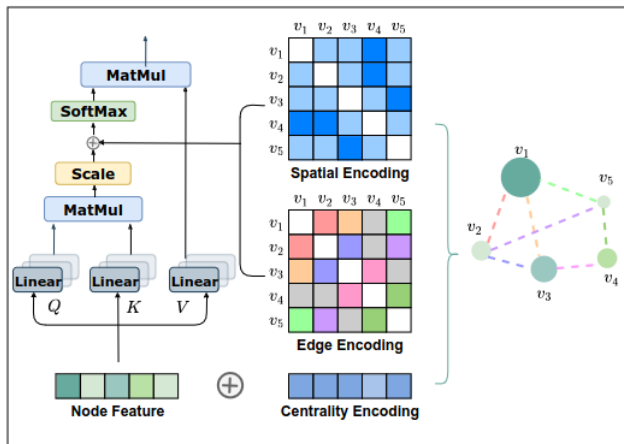 MatMul
SoftMax
Scale
MatMul
Linear Linear Linear
Q K V
Node Feature
v1 v2 v3 v4 v5
v1
v2
v3
v4
v5
Spatial Encoding
v1 v2 v3 v4 v5
v1
v2
v3
v4
v5
Edge Encoding
Centrality Encoding
v1
v5
v2
v3
v4